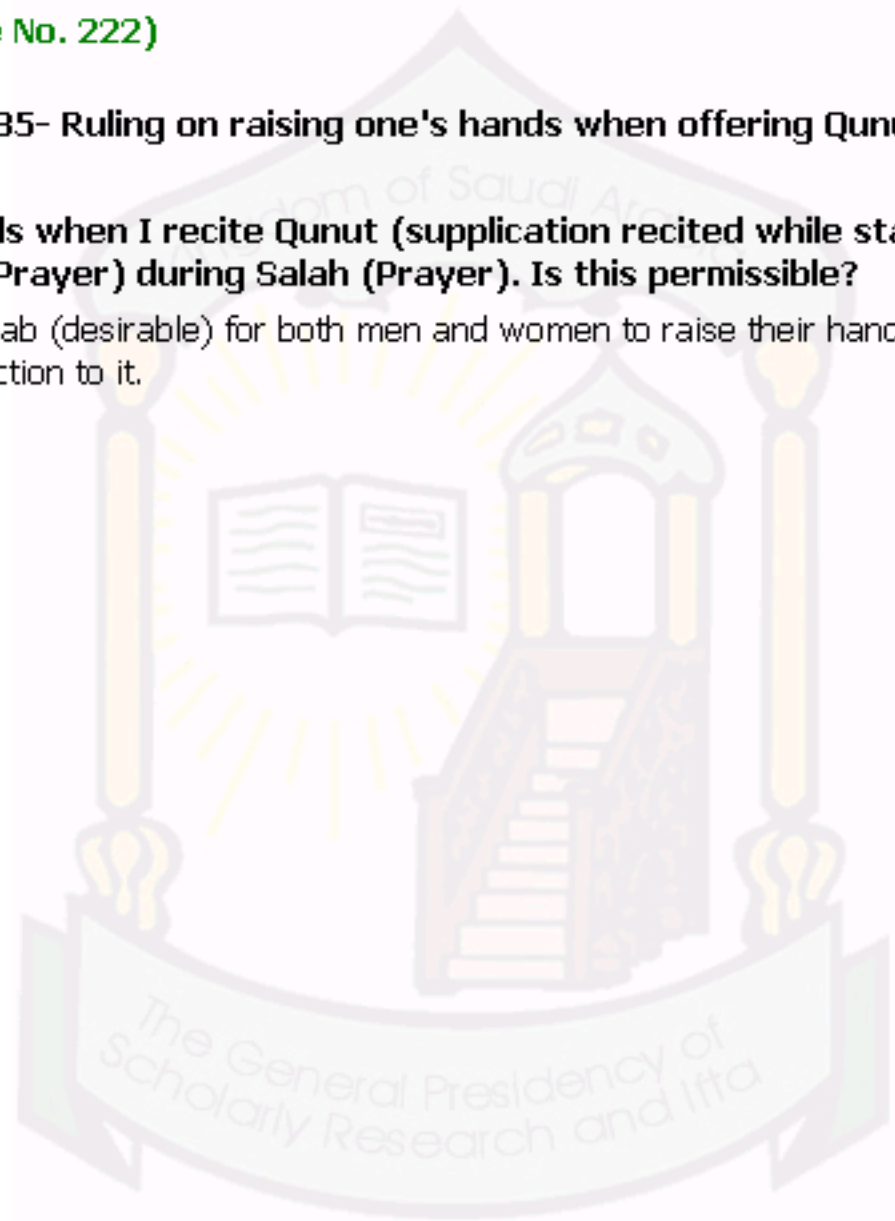 e No. 222)
35- Ruling on raising one's hands when offering Qunu
ds when I recite Qunut (supplication recited while sta
Prayer) during Salah (Prayer). Is this permissible?
ab (desirable) for both men and women to raise their hand
ction to it.
Kingdom of Saudi Arabia
The General Presidency of
Scholarly Research and Ifta